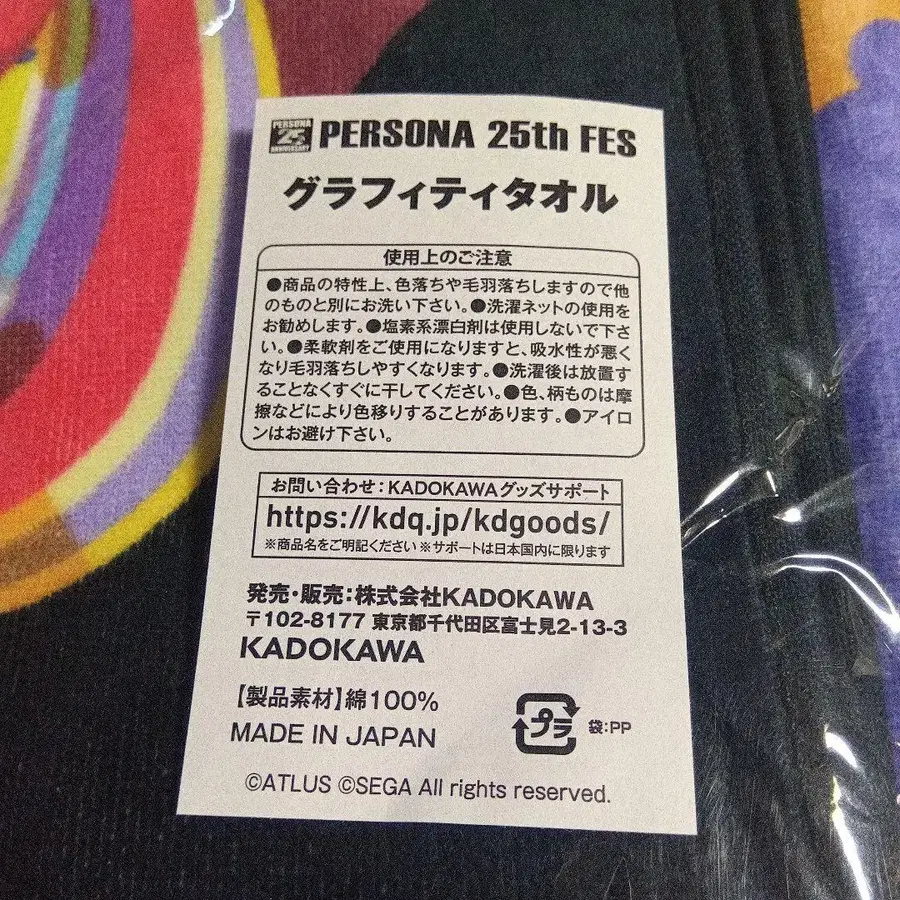 PERSONA
25
ANNIVERSARY
PERSONA 25th FES
グラフィティタオル
使用上のご注意
●商品の特性上、色落ちや毛羽落ちしますので他
のものと別にお洗い下さい。●洗濯ネットの使用を
お勧めします。●塩素系漂白剤は使用しないで下さ
い。●柔軟剤をご使用になりますと、吸水性が悪く
なり毛羽落ちしやすくなります。●洗濯後は放置す
ることなくすぐに干してください。●色、柄ものは摩
擦などにより色移りすることがあります。●アイロ
ンはお避け下さい。
お問い合わせ：KADOKAWAグッズサポート
https://kdq.jp/kdgoods/
※商品名をご明記ください ※サポートは日本国内に限ります
発売・販売：株式会社KADOKAWA
〒102-8177 東京都千代田区富士見2-13-3
KADOKAWA
【製品素材】綿100%
MADE IN JAPAN
プラ 袋：PP
©ATLUS ©SEGA All rights reserved.